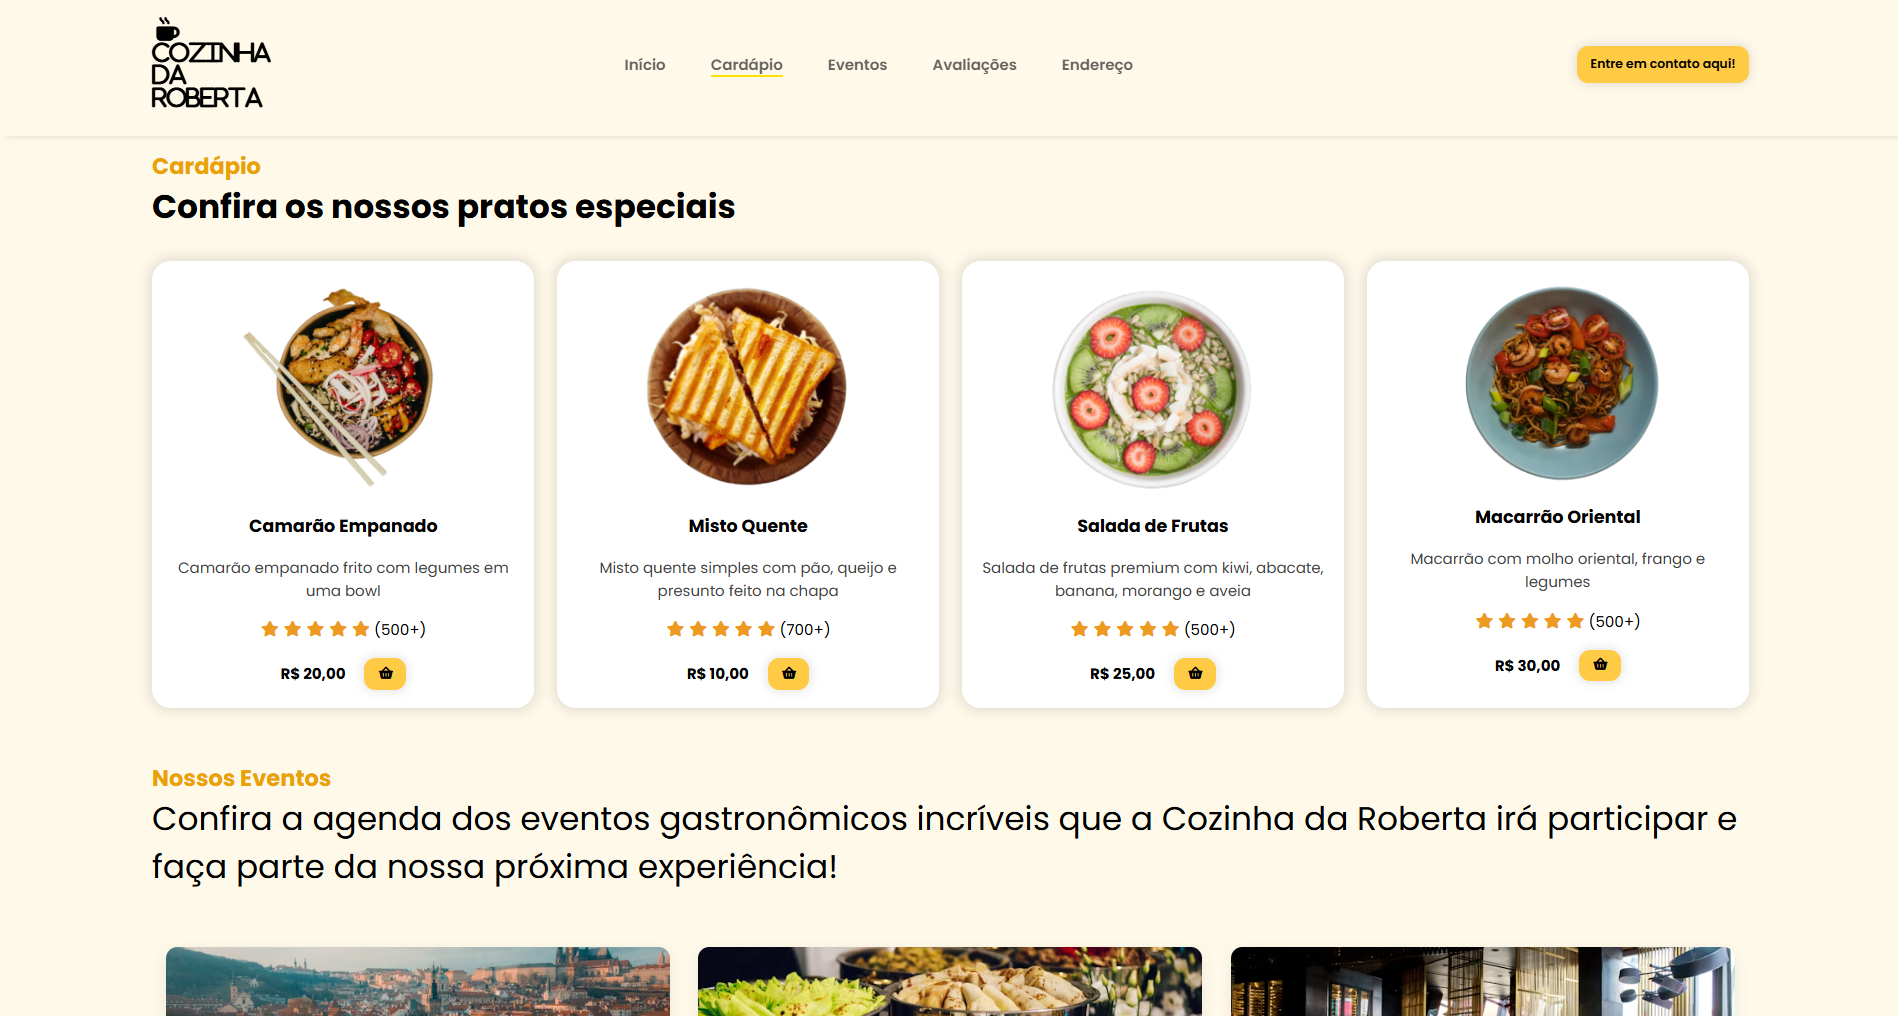 COZINHA
DA
ROBERTA
Início
Cardápio
Eventos
Avaliações
Endereço
Entre em contato aqui!
Cardápio
Confira os nossos pratos especiais
Camarão Empanado
Camarão empanado frito com legumes em
uma bowl
(500+)
R$ 20,00
Misto Quente
Misto quente simples com pão, queijo e
presunto feito na chapa
(700+)
R$ 10,00
Salada de Frutas
Salada de frutas premium com kiwi, abacate,
banana, morango e aveia
(500+)
R$ 25,00
Macarrão Oriental
Macarrão com molho oriental, frango e
legumes
(500+)
R$ 30,00
Nossos Eventos
Confira a agenda dos eventos gastronômicos incríveis que a Cozinha da Roberta irá participar e
faça parte da nossa próxima experiência!